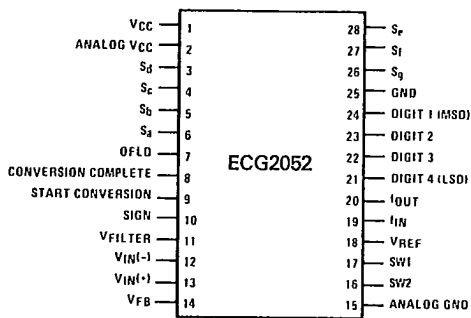 VCC 1
ANALOG VCC 2
Sd 3
Sc 4
Sb 5
Sa 6
OFLO 7
CONVERSION COMPLETE 8
START CONVERSION 9
SIGN 10
VFILTER 11
VIN(-) 12
VIN(+) 13
VFB 14
ECG2052
28 Se
27 Sf
26 Sg
25 GND
24 DIGIT 1 (MSD)
23 DIGIT 2
22 DIGIT 3
21 DIGIT 4 (LSD)
20 fOUT
19 fIN
18 VREF
17 SW1
16 SW2
15 ANALOG GND